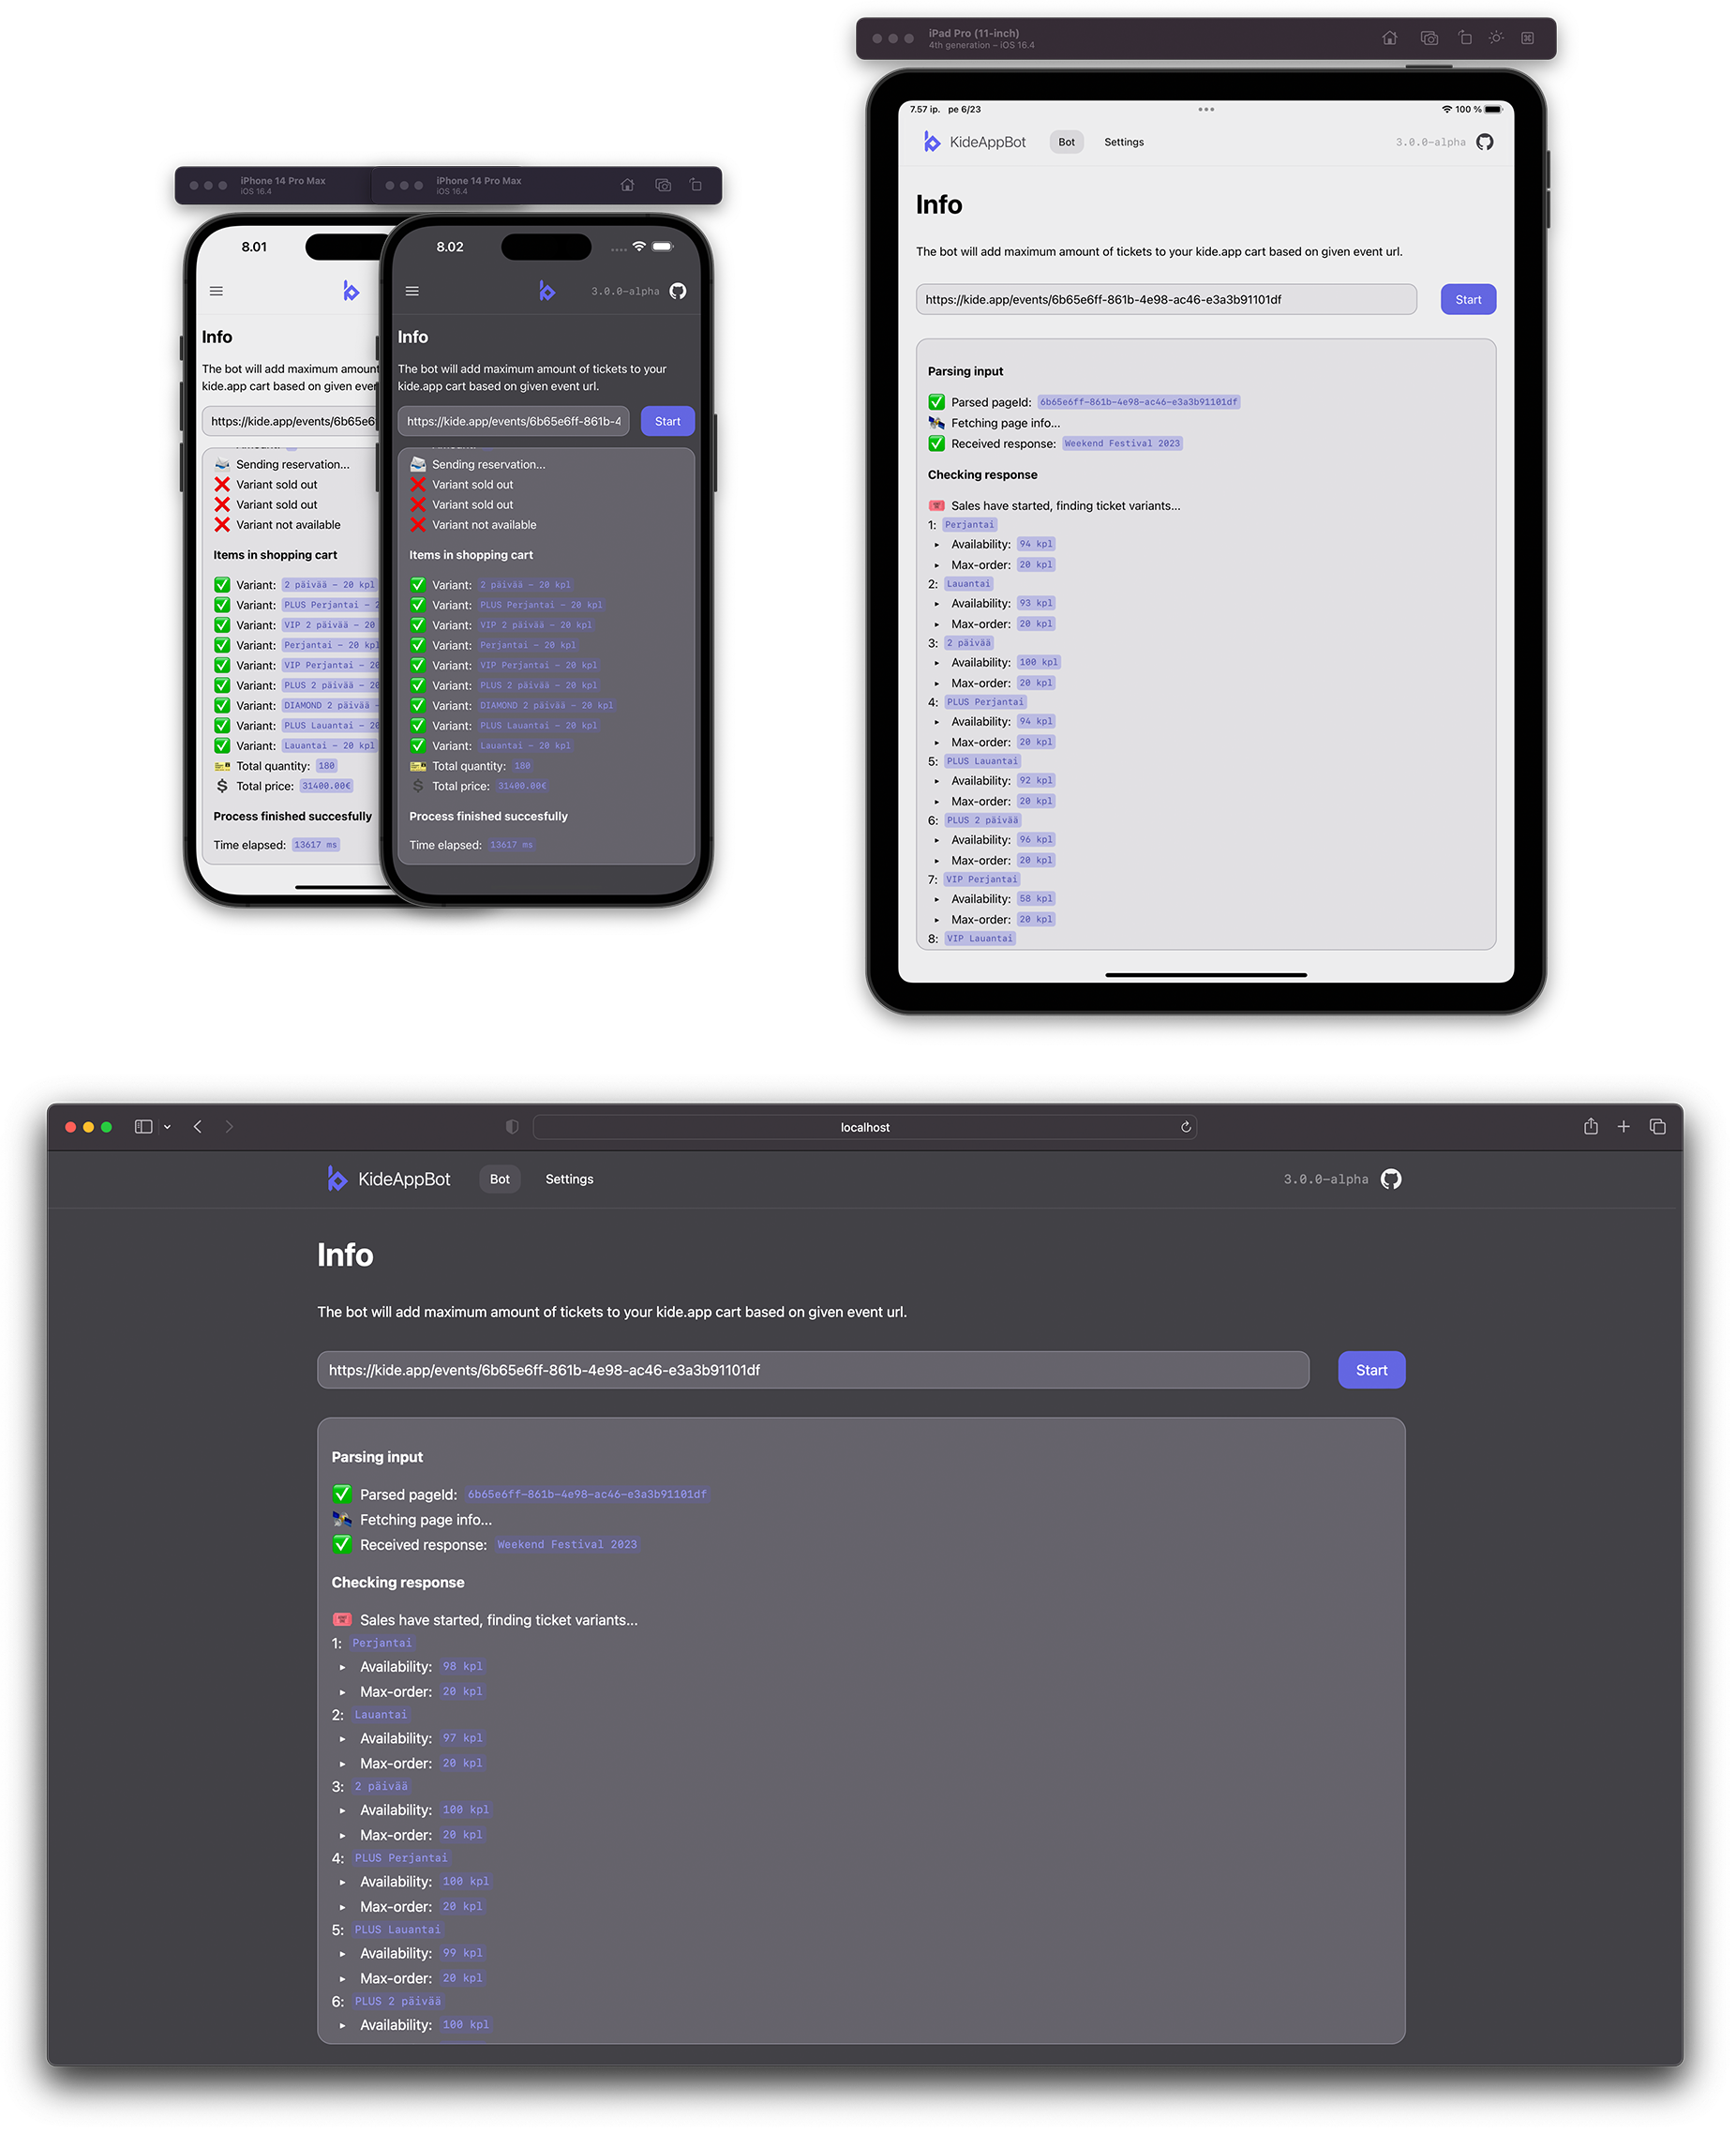 iPad Pro (11-inch)
4th generation – iOS 16.4
7.57 ip. pe 6/23
100 %
KideAppBot Bot Settings 3.0.0-alpha
Info
The bot will add maximum amount of tickets to your kide.app cart based on given event url.
https://kide.app/events/6b65e6ff-861b-4e98-ac46-e3a3b91101df Start
Parsing input
Parsed pageId: 6b65e6ff-861b-4e98-ac46-e3a3b91101df
Fetching page info...
Received response: Weekend Festival 2023
Checking response
Sales have started, finding ticket variants...
1: Perjantai
Availability: 94 kpl
Max-order: 20 kpl
2: Lauantai
Availability: 93 kpl
Max-order: 20 kpl
3: 2 päivää
Availability: 100 kpl
Max-order: 20 kpl
4: PLUS Perjantai
Availability: 94 kpl
Max-order: 20 kpl
5: PLUS Lauantai
Availability: 92 kpl
Max-order: 20 kpl
6: PLUS 2 päivää
Availability: 96 kpl
Max-order: 20 kpl
7: VIP Perjantai
Availability: 58 kpl
Max-order: 20 kpl
8: VIP Lauantai
iPhone 14 Pro Max
iOS 16.4
8.01
Info
The bot will add maximum amount
kide.app cart based on given
https://kide.app/events/6b65e6
Sending reservation...
Variant sold out
Variant sold out
Variant not available
Items in shopping cart
Variant: 2 päivää – 20 kpl
Variant: PLUS Perjantai – 2
Variant: VIP 2 päivää – 20
Variant: Perjantai – 20 kpl
Variant: VIP Perjantai – 20
Variant: PLUS 2 päivää – 20
Variant: DIAMOND 2 päivää –
Variant: PLUS Lauantai – 20
Variant: Lauantai – 20 kpl
Total quantity: 180
Total price: 31400.00€
Process finished succesfully
Time elapsed: 13617 ms
iPhone 14 Pro Max
iOS 16.4
8.02
3.0.0-alpha
Info
The bot will add maximum amount of tickets to your
kide.app cart based on given event url.
https://kide.app/events/6b65e6ff-861b-4 Start
Sending reservation...
Variant sold out
Variant sold out
Variant not available
Items in shopping cart
Variant: 2 päivää – 20 kpl
Variant: PLUS Perjantai – 20 kpl
Variant: VIP 2 päivää – 20 kpl
Variant: Perjantai – 20 kpl
Variant: VIP Perjantai – 20 kpl
Variant: PLUS 2 päivää – 20 kpl
Variant: DIAMOND 2 päivää – 20 kpl
Variant: PLUS Lauantai – 20 kpl
Variant: Lauantai – 20 kpl
Total quantity: 180
Total price: 31400.00€
Process finished succesfully
Time elapsed: 13617 ms
localhost
KideAppBot Bot Settings 3.0.0-alpha
Info
The bot will add maximum amount of tickets to your kide.app cart based on given event url.
https://kide.app/events/6b65e6ff-861b-4e98-ac46-e3a3b91101df Start
Parsing input
Parsed pageId: 6b65e6ff-861b-4e98-ac46-e3a3b91101df
Fetching page info...
Received response: Weekend Festival 2023
Checking response
Sales have started, finding ticket variants...
1: Perjantai
Availability: 98 kpl
Max-order: 20 kpl
2: Lauantai
Availability: 97 kpl
Max-order: 20 kpl
3: 2 päivää
Availability: 100 kpl
Max-order: 20 kpl
4: PLUS Perjantai
Availability: 100 kpl
Max-order: 20 kpl
5: PLUS Lauantai
Availability: 99 kpl
Max-order: 20 kpl
6: PLUS 2 päivää
Availability: 100 kpl